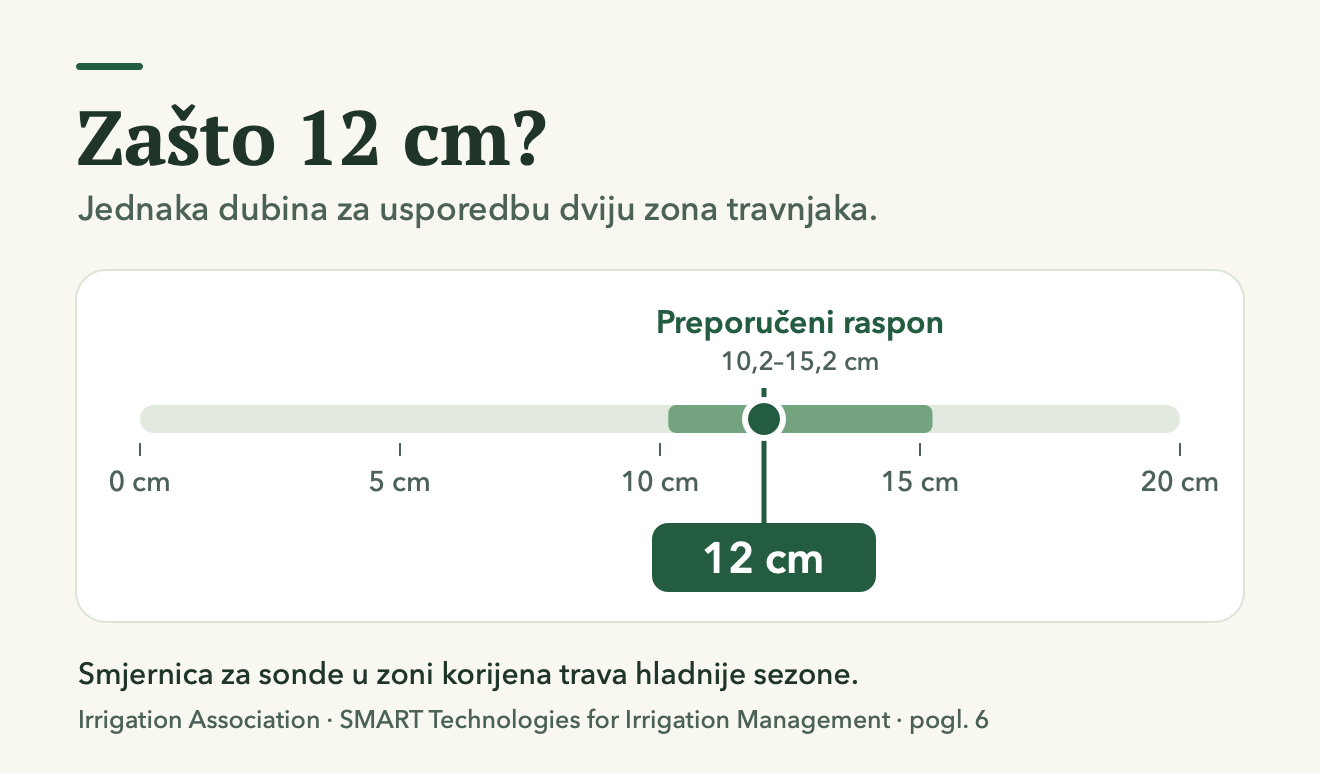 Zašto 12 cm?
Jednaka dubina za usporedbu dviju zona travnjaka.
Preporučeni raspon
10,2–15,2 cm
0 cm
5 cm
10 cm
15 cm
20 cm
12 cm
Smjernica za sonde u zoni korijena trava hladnije sezone.
Irrigation Association · SMART Technologies for Irrigation Management · pogl. 6